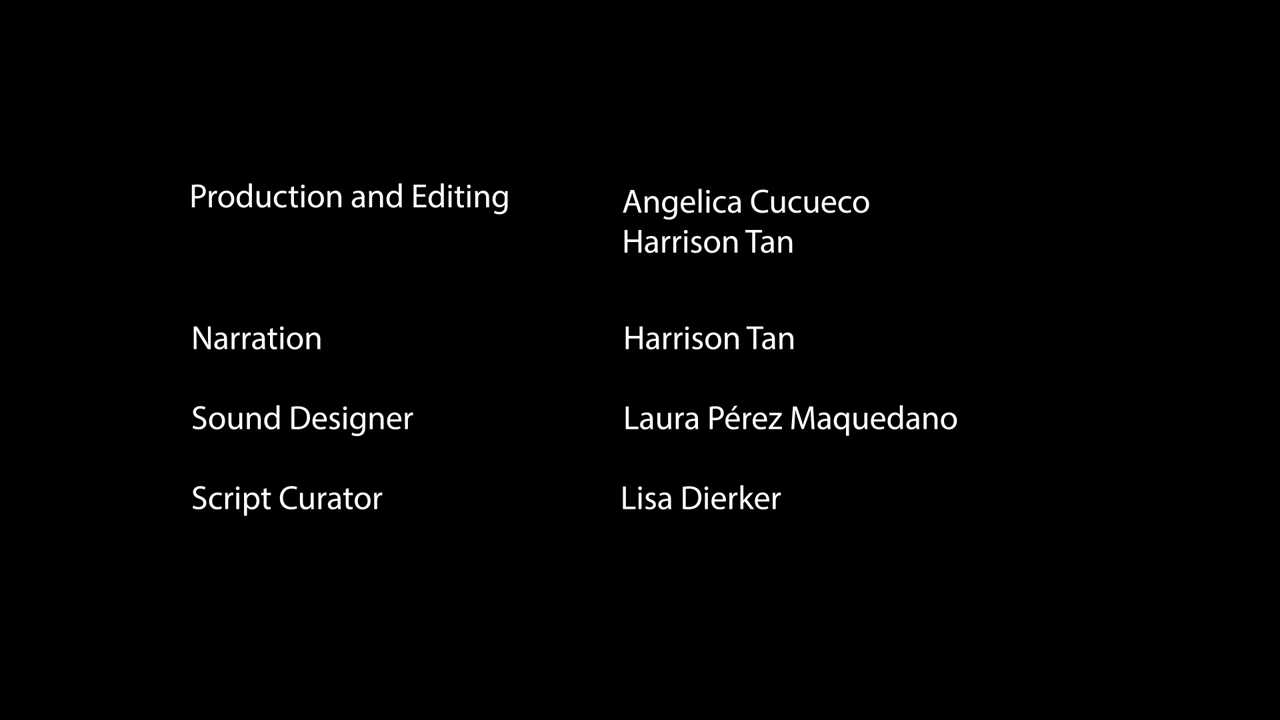 Production and Editing
Angelica Cucueco
Harrison Tan
Narration
Harrison Tan
Sound Designer
Laura Pérez Maquedano
Script Curator
Lisa Dierker